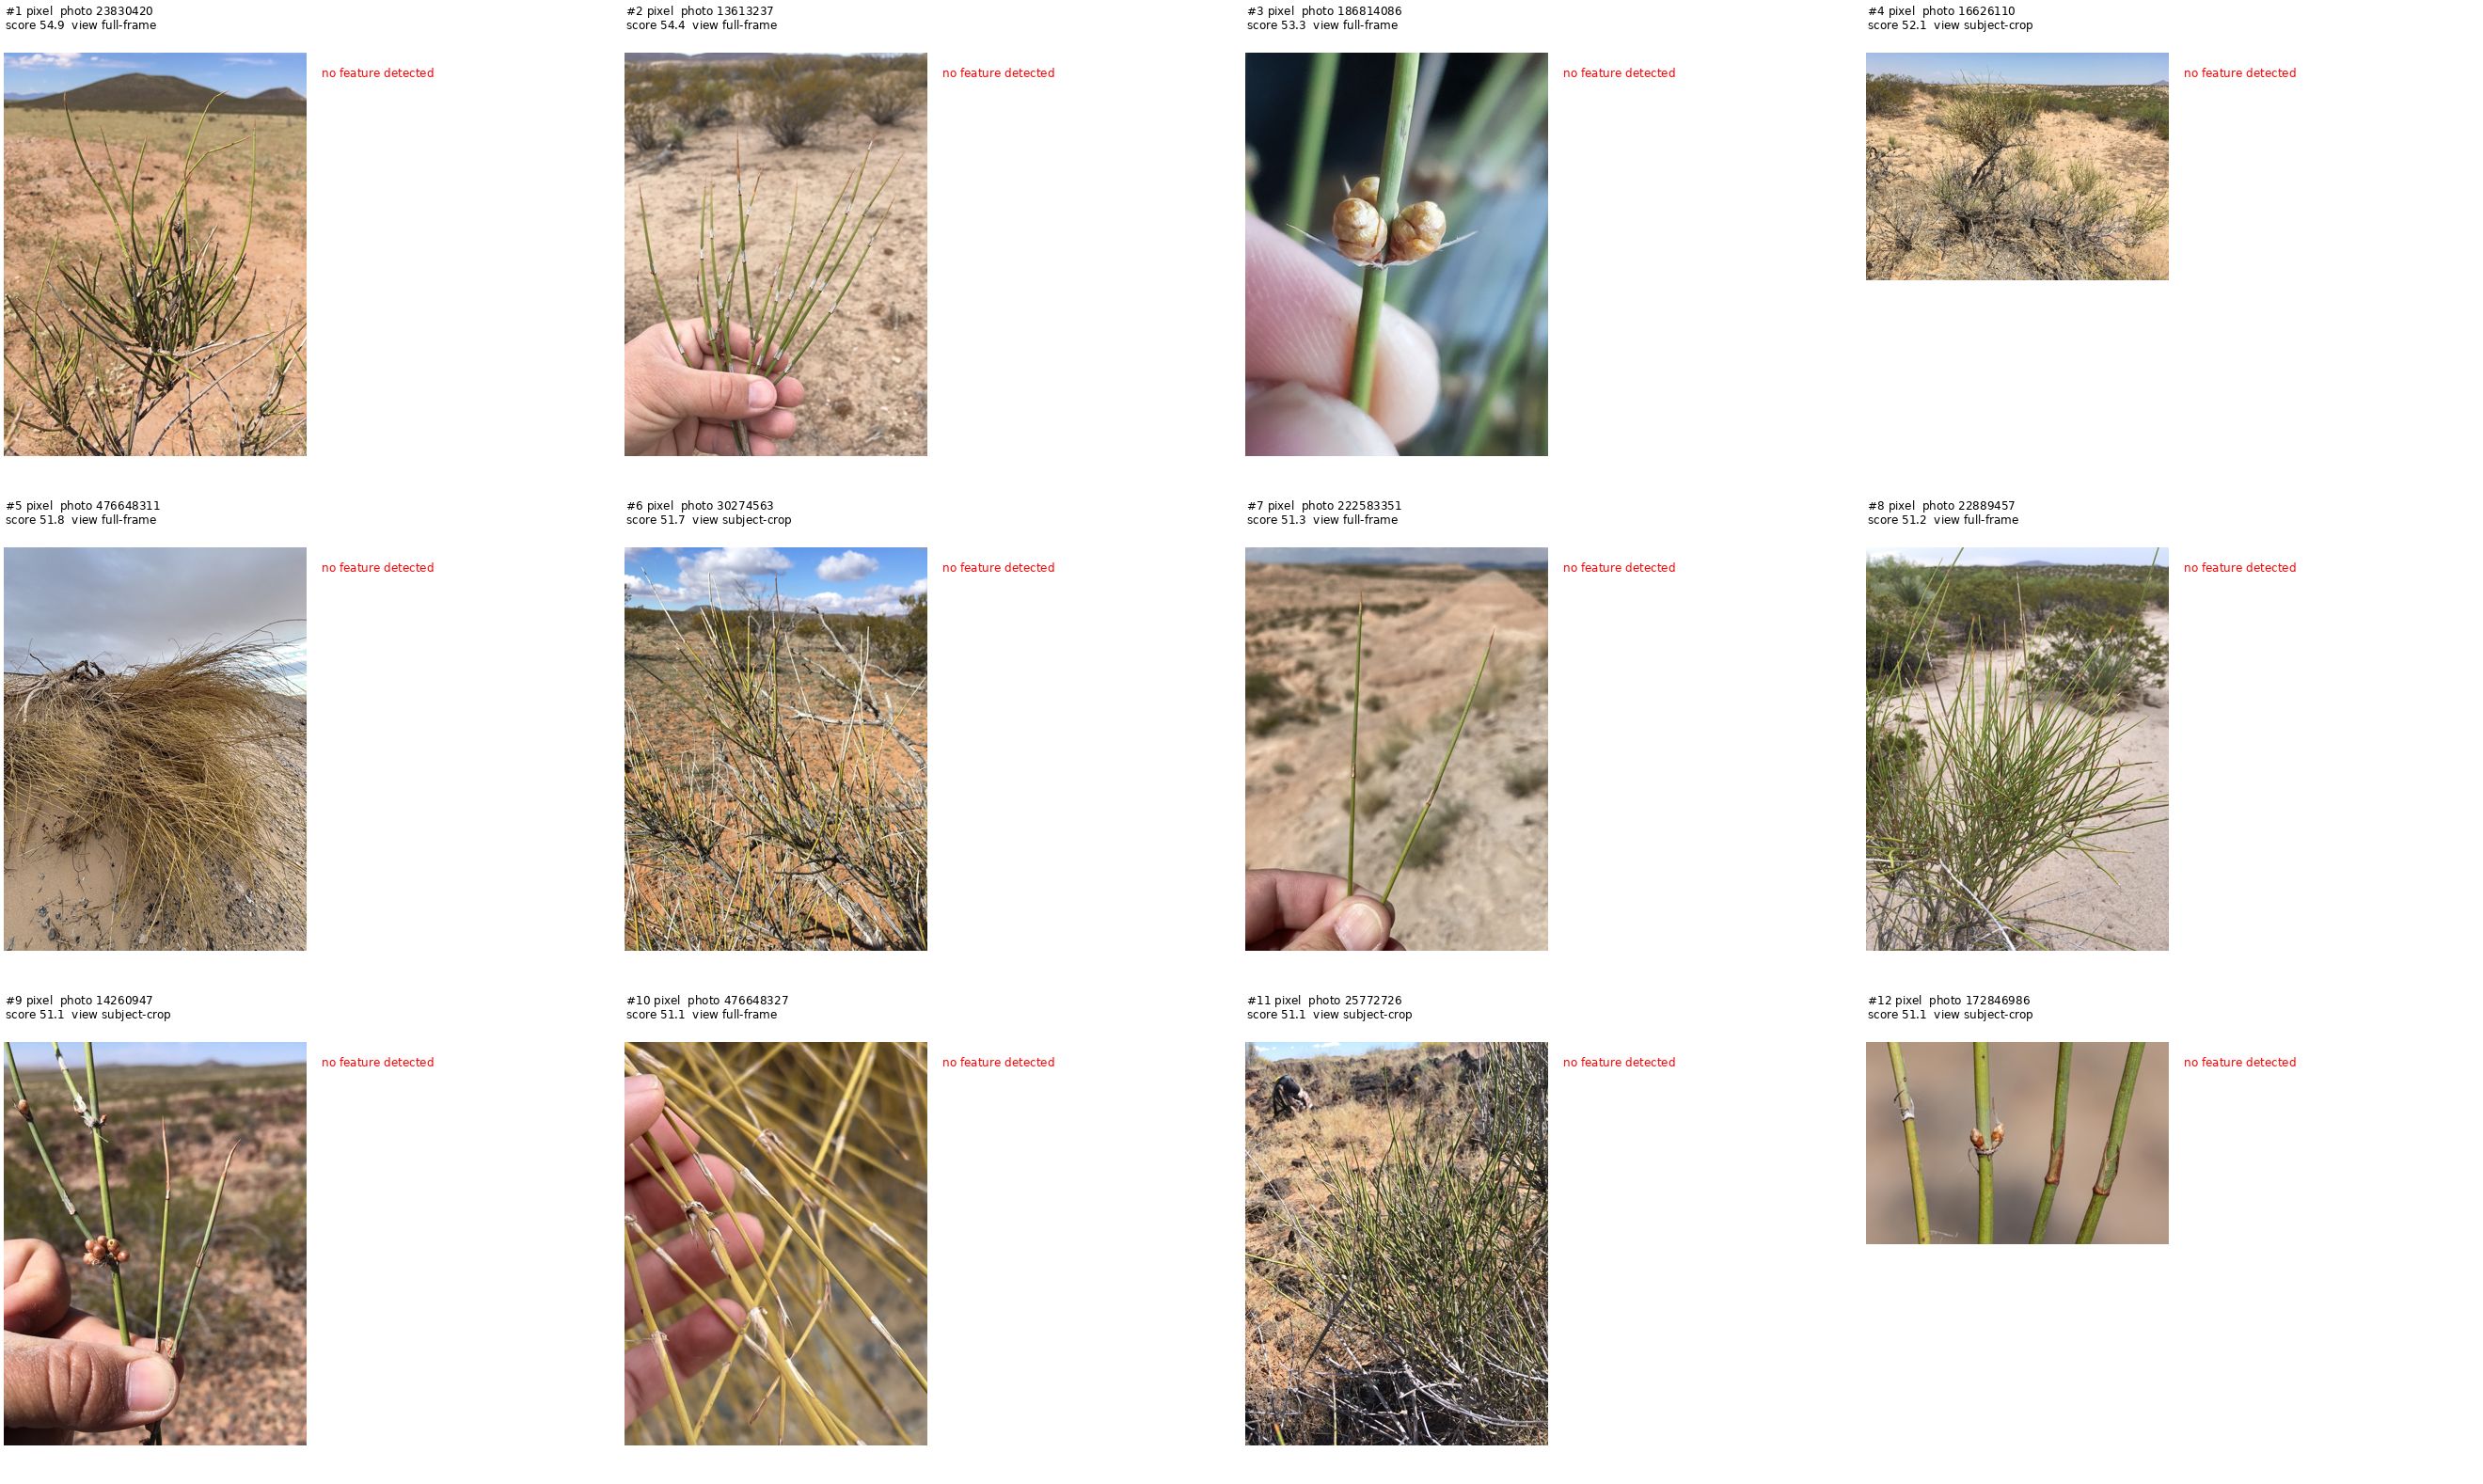 #1 pixel  photo 23830420
score 54.9  view full-frame
no feature detected
#2 pixel  photo 13613237
score 54.4  view full-frame
no feature detected
#3 pixel  photo 186814086
score 53.3  view full-frame
no feature detected
#4 pixel  photo 16626110
score 52.1  view subject-crop
no feature detected
#5 pixel  photo 476648311
score 51.8  view full-frame
no feature detected
#6 pixel  photo 30274563
score 51.7  view subject-crop
no feature detected
#7 pixel  photo 222583351
score 51.3  view full-frame
no feature detected
#8 pixel  photo 22889457
score 51.2  view full-frame
no feature detected
#9 pixel  photo 14260947
score 51.1  view subject-crop
no feature detected
#10 pixel  photo 476648327
score 51.1  view full-frame
no feature detected
#11 pixel  photo 25772726
score 51.1  view subject-crop
no feature detected
#12 pixel  photo 172846986
score 51.1  view subject-crop
no feature detected